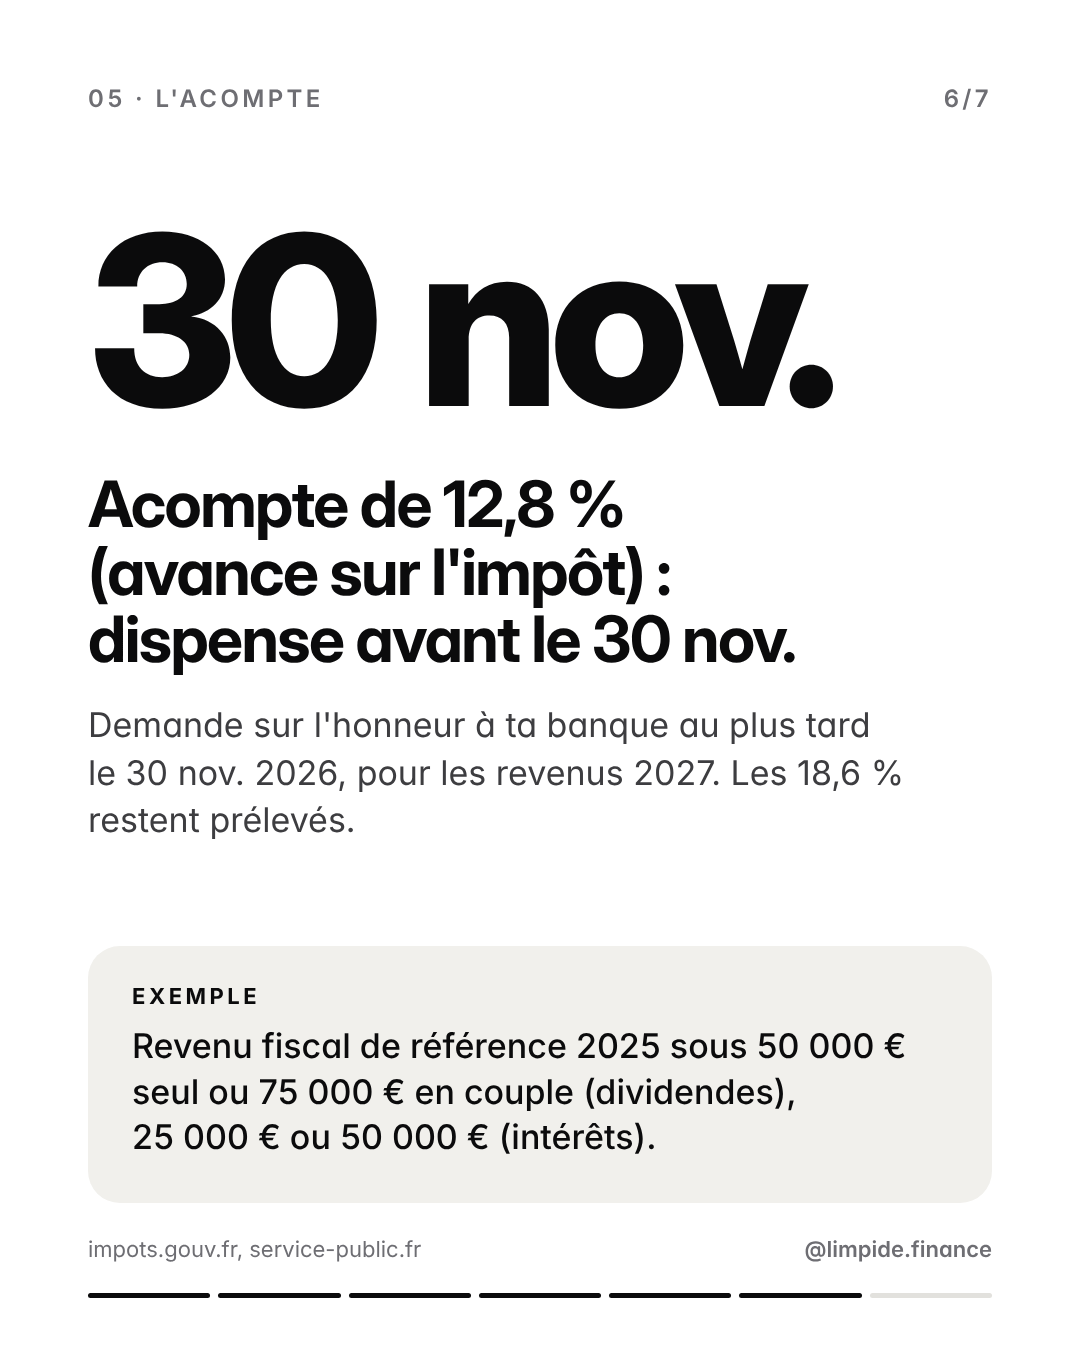 05 · L'ACOMPTE
6/7
30 nov.
Acompte de 12,8 %
(avance sur l'impôt) :
dispense avant le 30 nov.
Demande sur l'honneur à ta banque au plus tard
le 30 nov. 2026, pour les revenus 2027. Les 18,6 %
restent prélevés.
EXEMPLE
Revenu fiscal de référence 2025 sous 50 000 €
seul ou 75 000 € en couple (dividendes),
25 000 € ou 50 000 € (intérêts).
impots.gouv.fr, service-public.fr
@limpide.finance